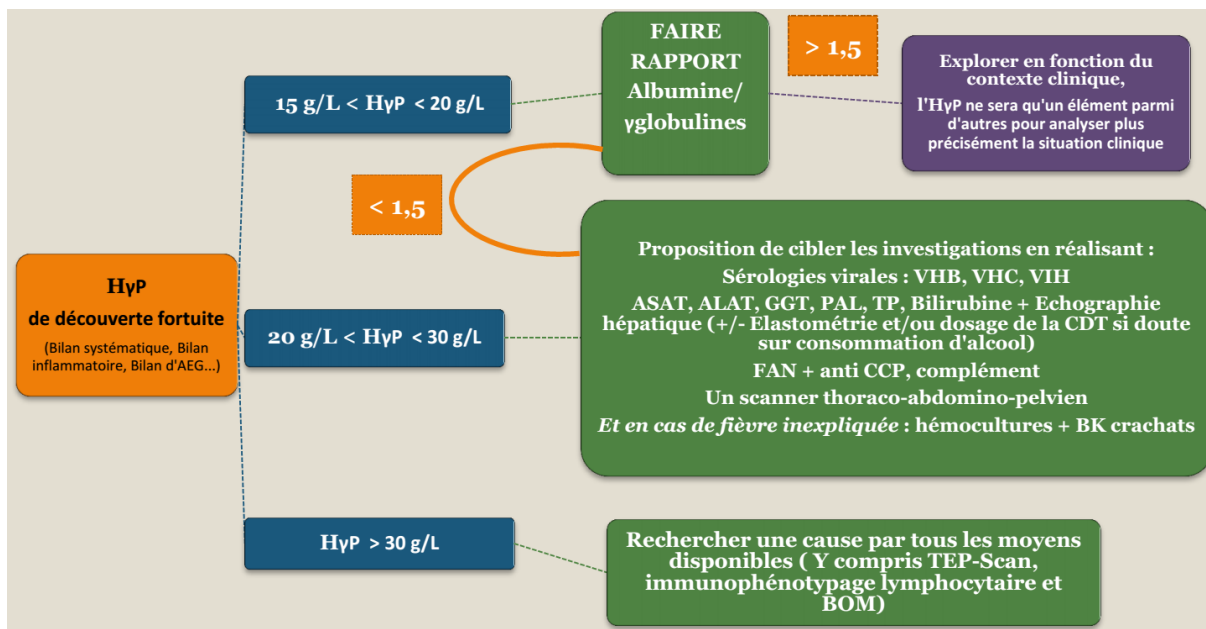 HγP
de découverte fortuite
(Bilan systématique, Bilan
inflammatoire, Bilan d'AEG...)
15 g/L < HγP < 20 g/L
FAIRE
RAPPORT
Albumine/
γglobulines
> 1,5
Explorer en fonction du
contexte clinique,
l'HγP ne sera qu'un élément parmi
d'autres pour analyser plus
précisément la situation clinique
< 1,5
20 g/L < HγP < 30 g/L
Proposition de cibler les investigations en réalisant :
Sérologies virales : VHB, VHC, VIH
ASAT, ALAT, GGT, PAL, TP, Bilirubine + Echographie
hépatique (+/- Elastométrie et/ou dosage de la CDT si doute
sur consommation d'alcool)
FAN + anti CCP, complément
Un scanner thoraco-abdomino-pelvien
Et en cas de fièvre inexpliquée : hémocultures + BK crachats
HγP > 30 g/L
Rechercher une cause par tous les moyens
disponibles ( Y compris TEP-Scan,
immunophénotypage lymphocytaire et
BOM)